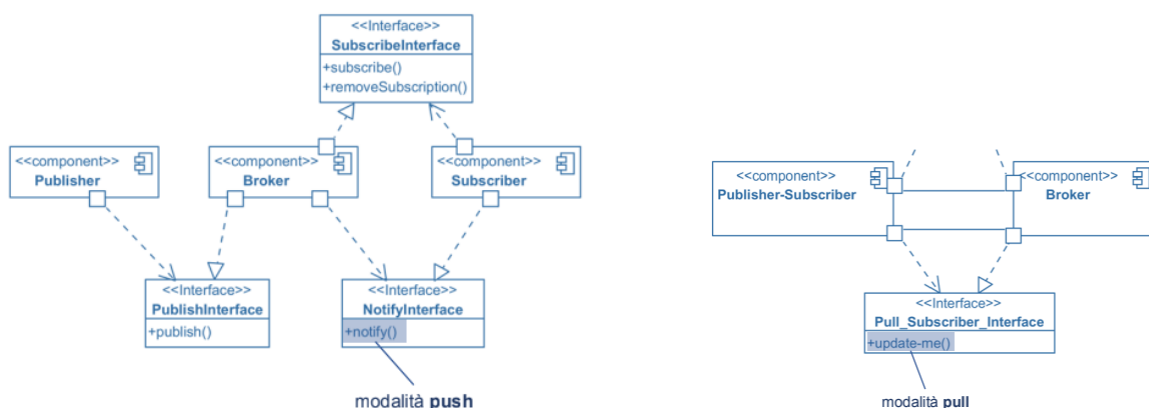 <<Interface>>
SubscribeInterface
+subscribe()
+removeSubscription()
<<component>>
Publisher
<<component>>
Broker
<<component>>
Subscriber
<<Interface>>
PublishInterface
+publish()
<<Interface>>
NotifyInterface
+notify()
modalità push
<<component>>
Publisher-Subscriber
<<component>>
Broker
<<Interface>>
Pull_Subscriber_Interface
+update-me()
modalità pull